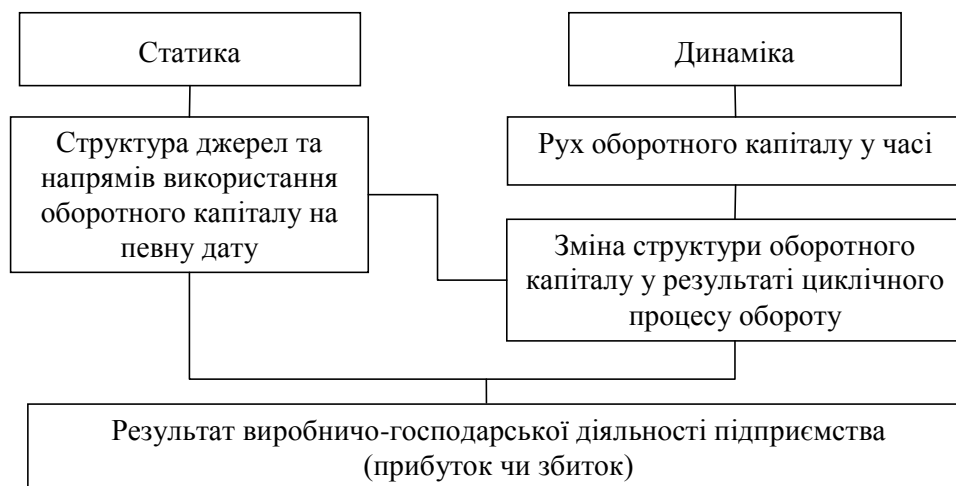 Статика
Динаміка
Структура джерел та
напрямів використання
оборотного капіталу на
певну дату
Рух оборотного капіталу у часі
Зміна структури оборотного
капіталу у результаті циклічного
процесу обороту
Результат виробничо-господарської діяльності підприємства
(прибуток чи збиток)